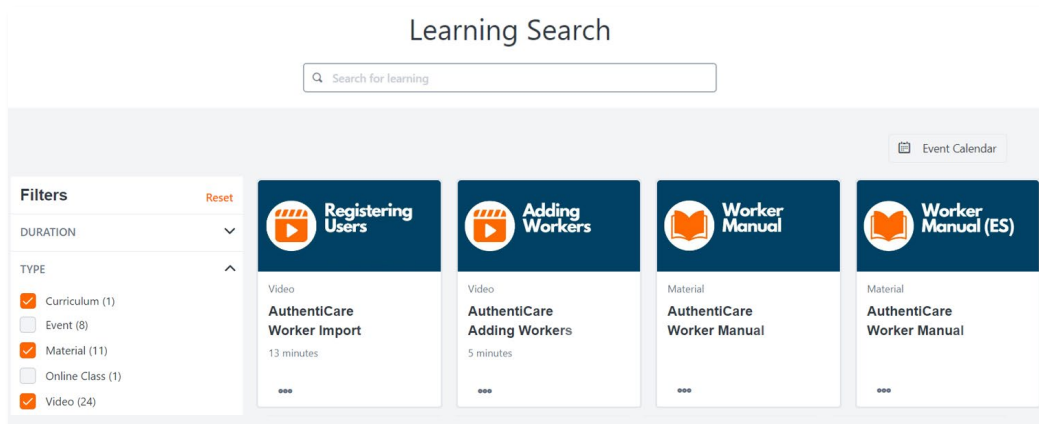 Learning Search
Search for learning
Event Calendar
Filters
Reset
DURATION
TYPE
Curriculum (1)
Event (8)
Material (11)
Online Class (1)
Video (24)
Registering
Users
Video
AuthentiCare
Worker Import
13 minutes
Adding
Workers
Video
AuthentiCare
Adding Workers
5 minutes
Worker
Manual
Material
AuthentiCare
Worker Manual
Worker
Manual (ES)
Material
AuthentiCare
Worker Manual